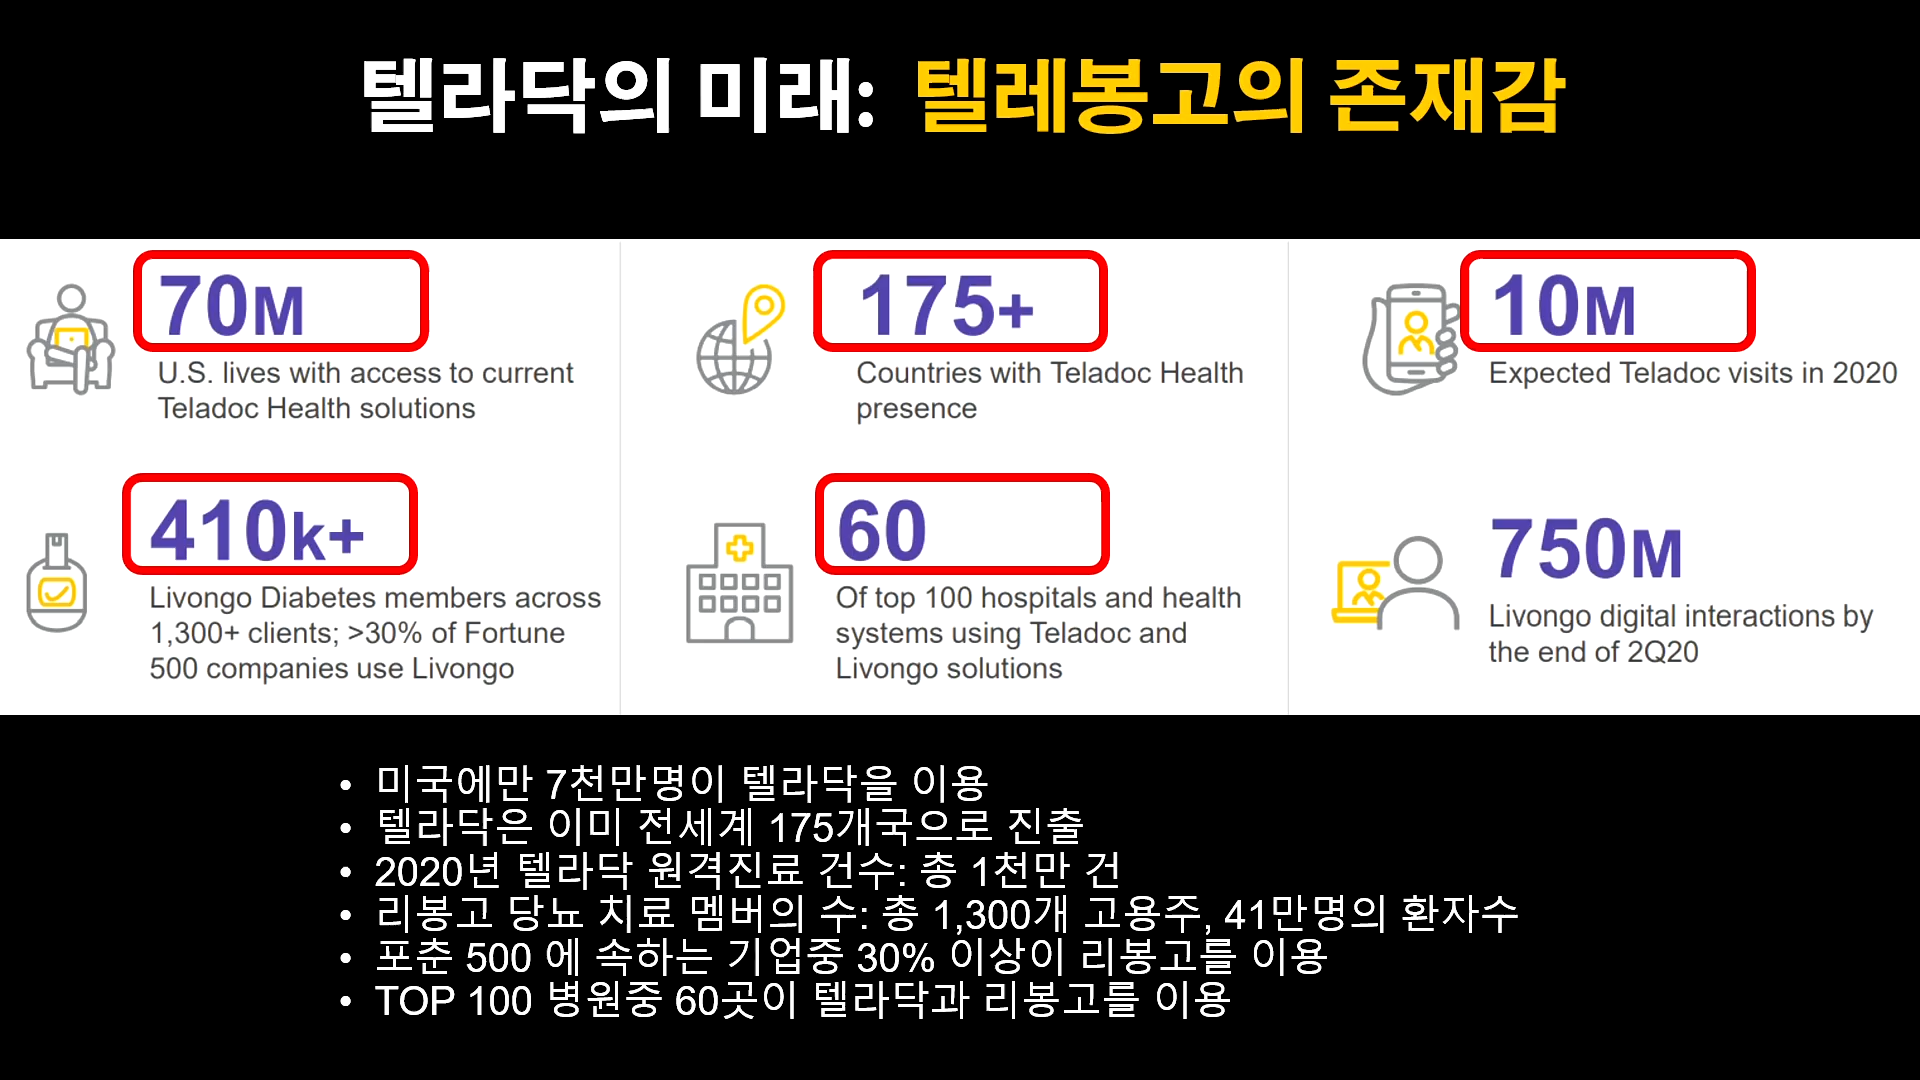 텔라닥의 미래: 텔레봉고의 존재감
70M
U.S. lives with access to current
Teladoc Health solutions
175+
Countries with Teladoc Health
presence
10M
Expected Teladoc visits in 2020
410k+
Livongo Diabetes members across
1,300+ clients; >30% of Fortune
500 companies use Livongo
60
Of top 100 hospitals and health
systems using Teladoc and
Livongo solutions
750M
Livongo digital interactions by
the end of 2Q20
• 미국에만 7천만명이 텔라닥을 이용
• 텔라닥은 이미 전세계 175개국으로 진출
• 2020년 텔라닥 원격진료 건수: 총 1천만 건
• 리봉고 당뇨 치료 멤버의 수: 총 1,300개 고용주, 41만명의 환자수
• 포춘 500 에 속하는 기업중 30% 이상이 리봉고를 이용
• TOP 100 병원중 60곳이 텔라닥과 리봉고를 이용